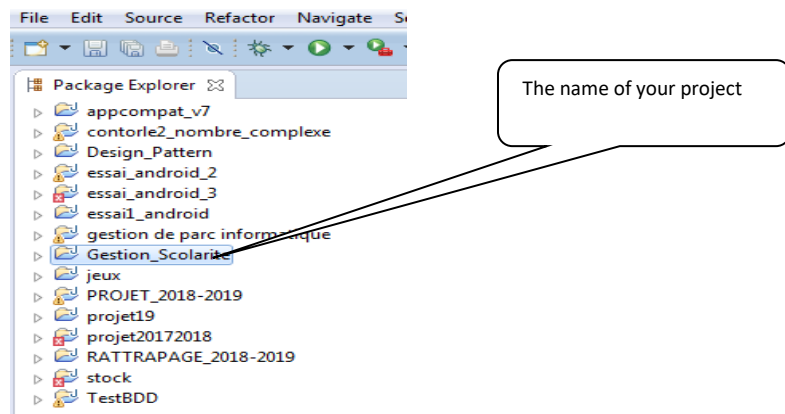 File Edit Source Refactor Navigate
Package Explorer
The name of your project
appcompat_v7
contorle2_nombre_complexe
Design_Pattern
essai_android_2
essai_android_3
essai1_android
gestion de parc informatique
Gestion_Scolarite
jeux
PROJET_2018-2019
projet19
projet20172018
RATTRAPAGE_2018-2019
stock
TestBDD